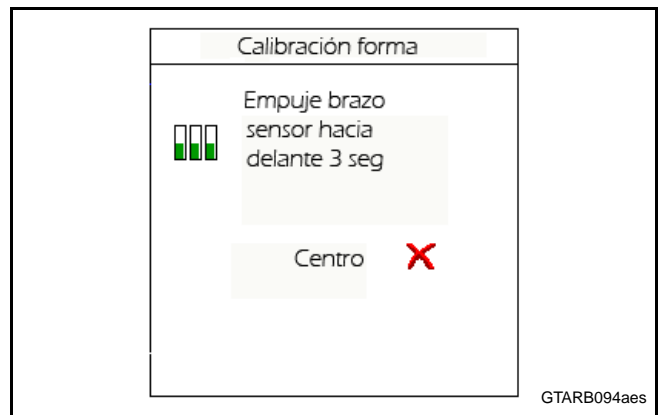 Calibración forma
Empuje brazo
sensor hacia
delante 3 seg
Centro
GTARB094aes